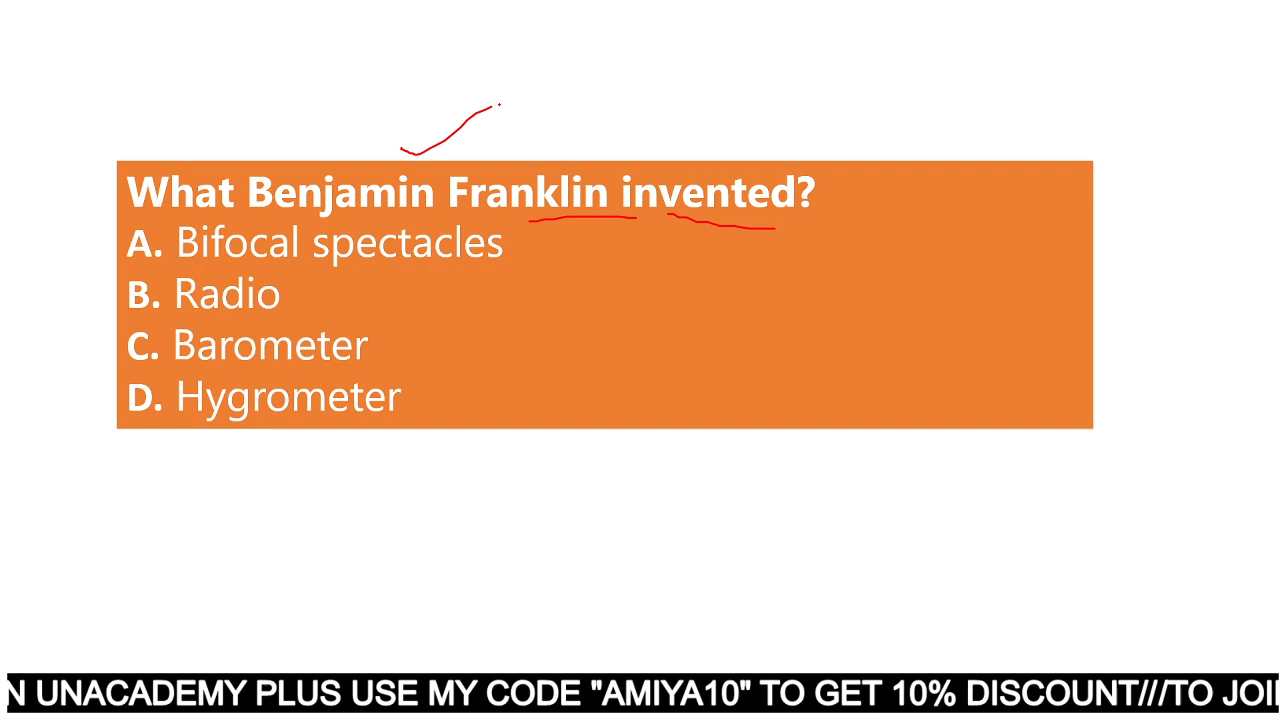 What Benjamin Franklin invented?
A. Bifocal spectacles
B. Radio
C. Barometer
D. Hygrometer
N UNACADEMY PLUS USE MY CODE "AMIYA10" TO GET 10% DISCOUNT///TO JOI